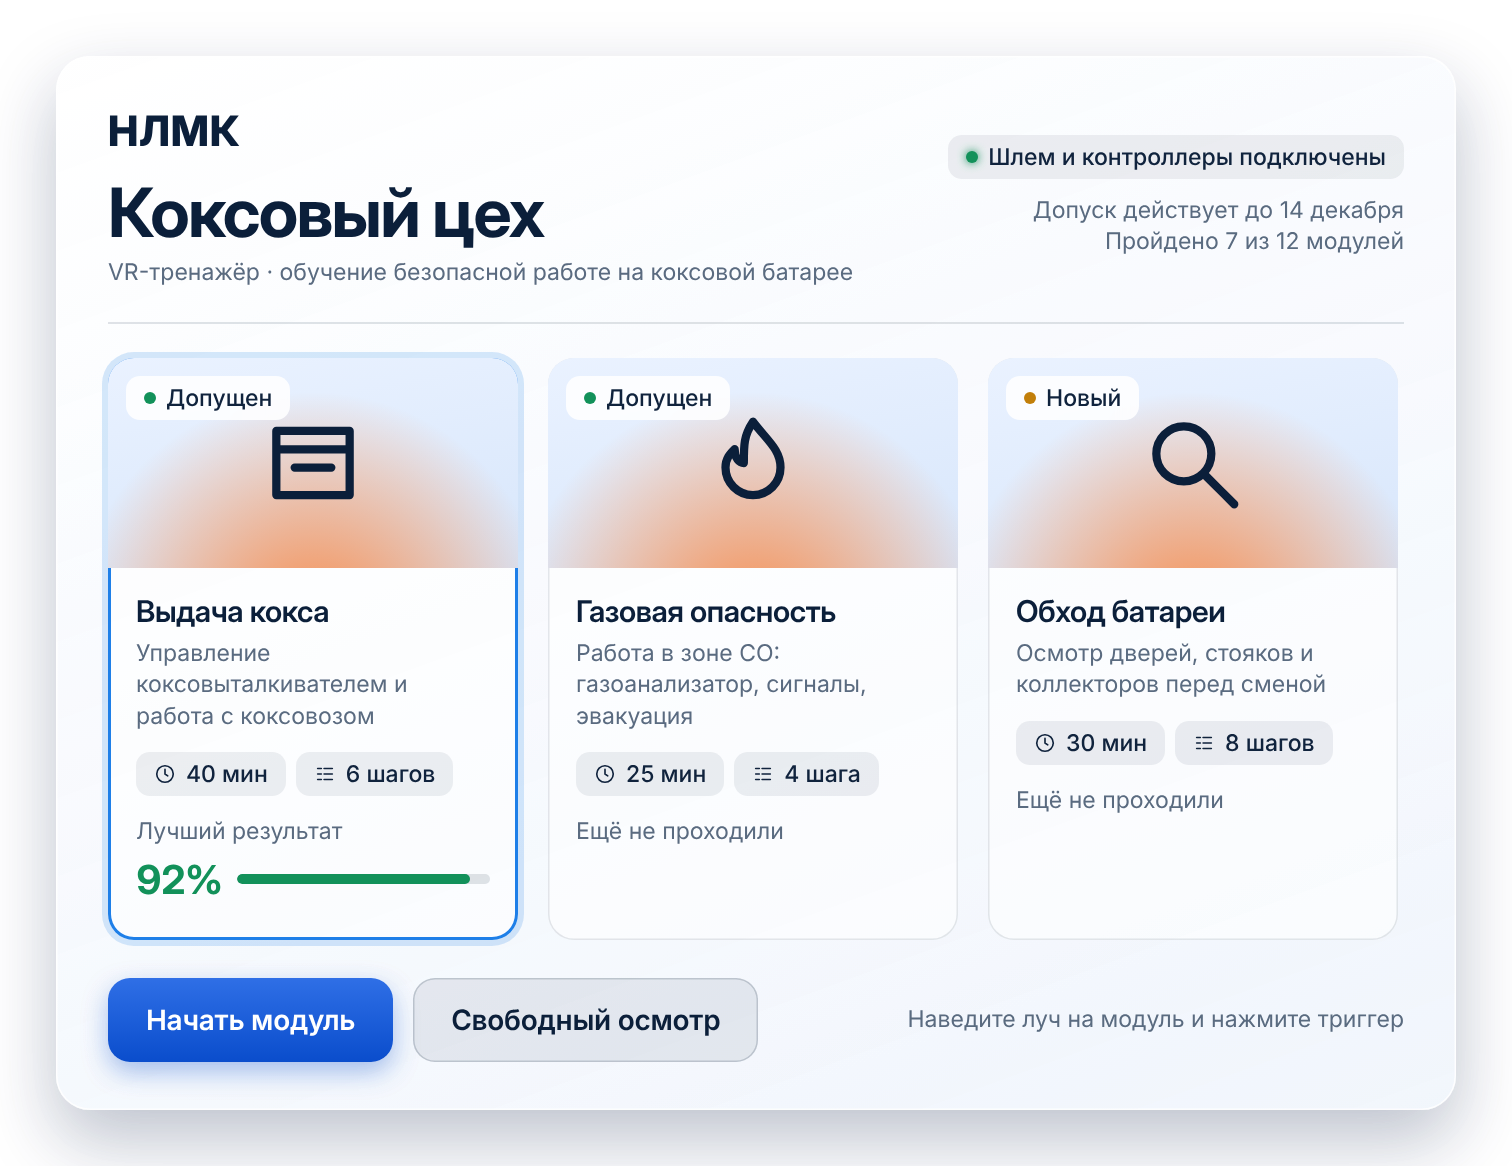 НЛМК
Коксовый цех
VR-тренажёр · обучение безопасной работе на коксовой батарее
Шлем и контроллеры подключены
Допуск действует до 14 декабря
Пройдено 7 из 12 модулей
Допущен
Выдача кокса
Управление
коксовыталкивателем и
работа с коксовозом
40 мин
6 шагов
Лучший результат
92%
Допущен
Газовая опасность
Работа в зоне CO:
газоанализатор, сигналы,
эвакуация
25 мин
4 шага
Ещё не проходили
Новый
Обход батареи
Осмотр дверей, стояков и
коллекторов перед сменой
30 мин
8 шагов
Ещё не проходили
Начать модуль
Свободный осмотр
Наведите луч на модуль и нажмите триггер